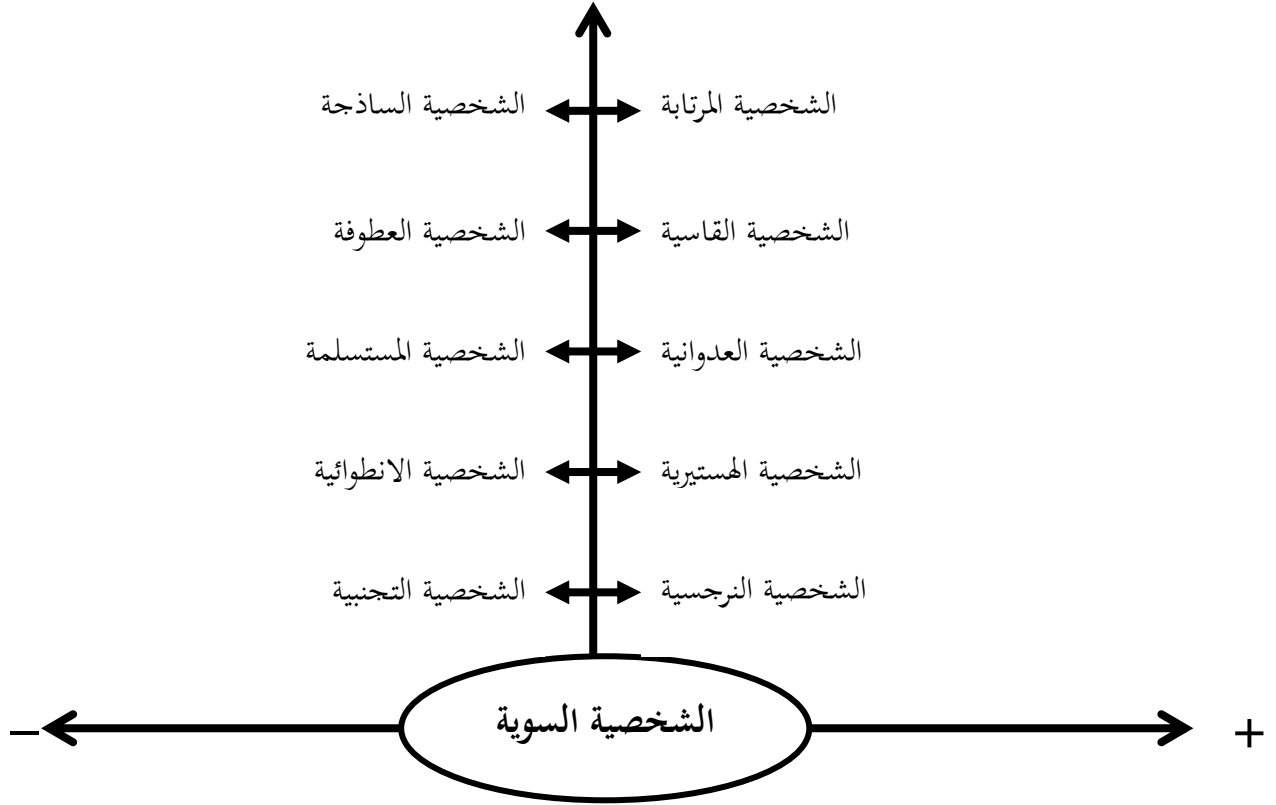 الشخصية المرتابة الشخصية الساذجة
الشخصية القاسية الشخصية العطوفة
الشخصية العدوانية الشخصية المستسلمة
الشخصية الهستيرية الشخصية الانطوائية
الشخصية النرجسية الشخصية التجنبية
+ الشخصية السوية –